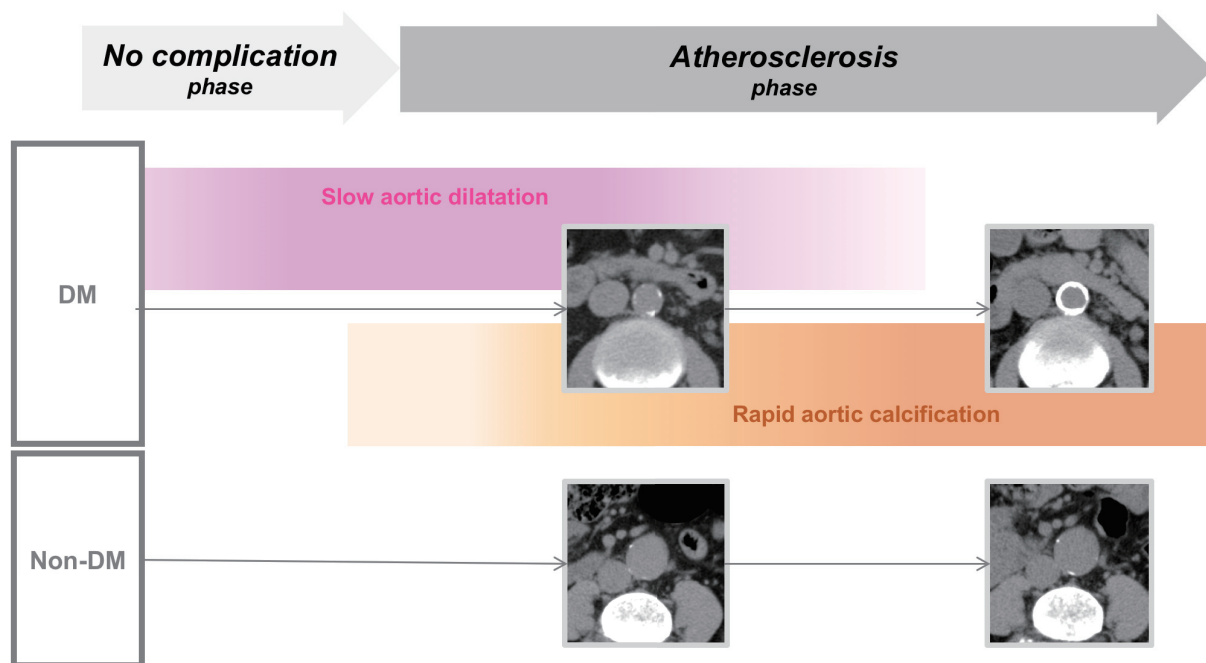 No complication
phase
Atherosclerosis
phase
Slow aortic dilatation
DM
Rapid aortic calcification
Non-DM